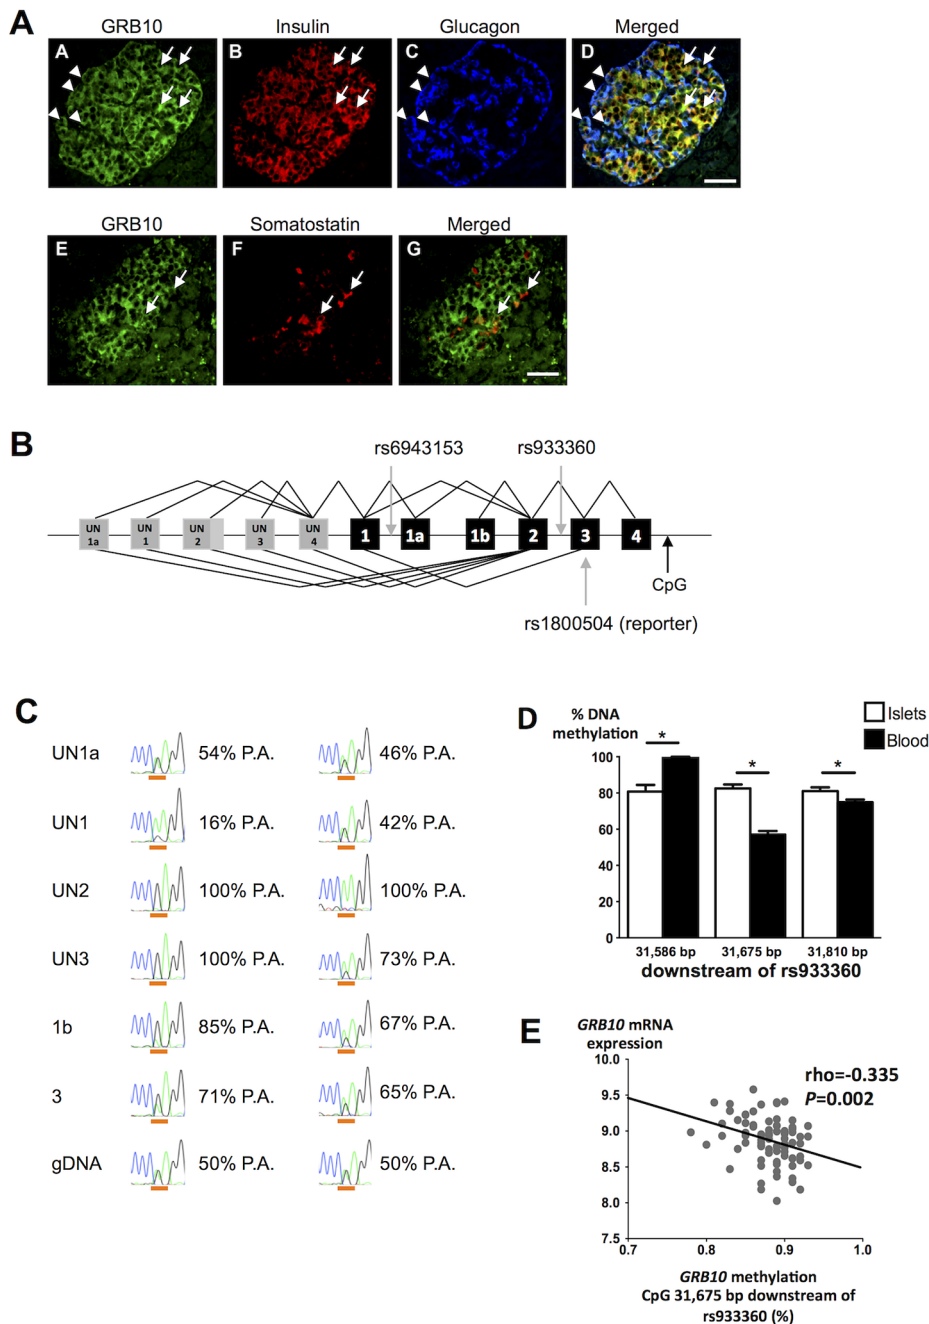 A
GRB10 Insulin Glucagon Merged
A B C D
GRB10 Somatostatin Merged
E F G
B
rs6943153 rs933360
UN 1a UN 1 UN 2 UN 3 UN 4 1 1a 1b 2 3 4
CpG
rs1800504 (reporter)
C
UN1a 54% P.A. 46% P.A.
UN1 16% P.A. 42% P.A.
UN2 100% P.A. 100% P.A.
UN3 100% P.A. 73% P.A.
1b 85% P.A. 67% P.A.
3 71% P.A. 65% P.A.
gDNA 50% P.A. 50% P.A.
D
% DNA
methylation
Islets
Blood
* * *
100
80
60
40
20
0
31,586 bp 31,675 bp 31,810 bp
downstream of rs933360
E
GRB10 mRNA
expression
10.0
9.5
9.0
8.5
8.0
7.5
rho=-0.335
P=0.002
0.7 0.8 0.9 1.0
GRB10 methylation
CpG 31,675 bp downstream of
rs933360 (%)